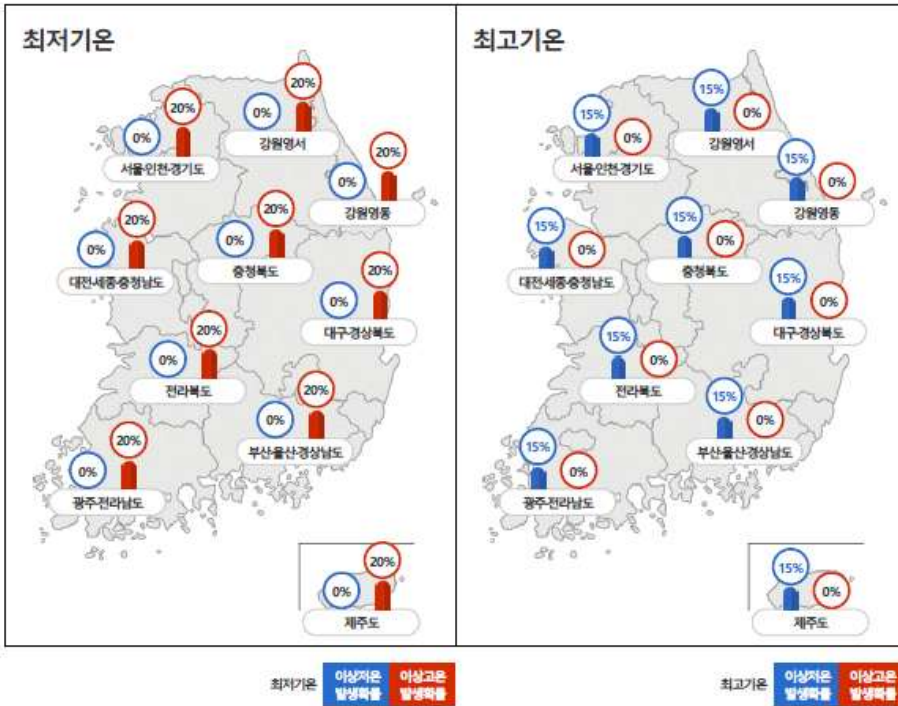 최저기온
20%
0%
강원영서
20%
0%
서울·인천·경기도
20%
0%
강원영동
20%
0%
대전·세종·충청남도
20%
0%
충청북도
20%
0%
대구·경상북도
20%
0%
전라북도
20%
0%
부산·울산·경상남도
20%
0%
광주·전라남도
20%
0%
제주도
최저기온
이상저온
발생확률
이상고온
발생확률
최고기온
15%
0%
강원영서
15%
0%
서울·인천·경기도
15%
0%
강원영동
15%
0%
대전·세종·충청남도
15%
0%
충청북도
15%
0%
대구·경상북도
15%
0%
전라북도
15%
0%
부산·울산·경상남도
15%
0%
광주·전라남도
15%
0%
제주도
최고기온
이상저온
발생확률
이상고온
발생확률